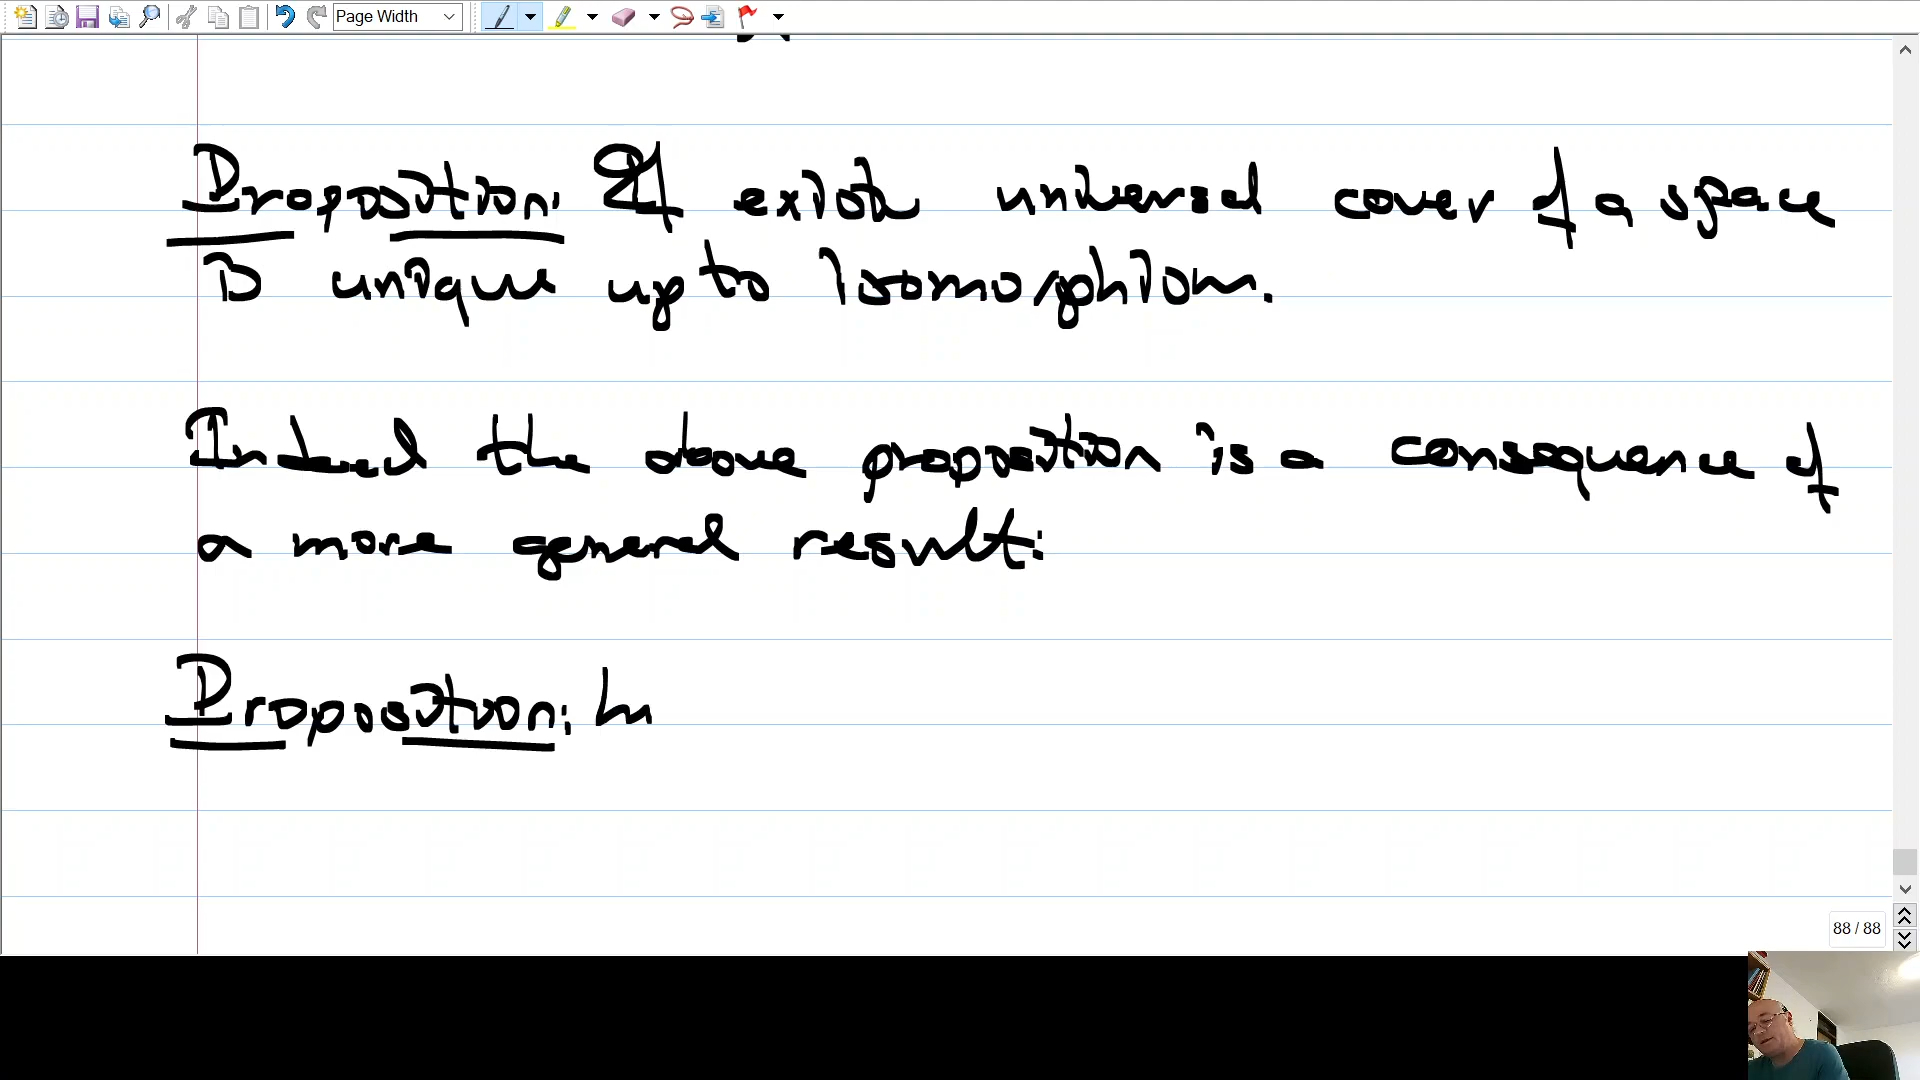 Page Width
Proposition: If exists universal cover of a space
is unique up to isomorphism.
Indeed the above proposition is a consequence of
a more general result:
Proposition:
88 / 88